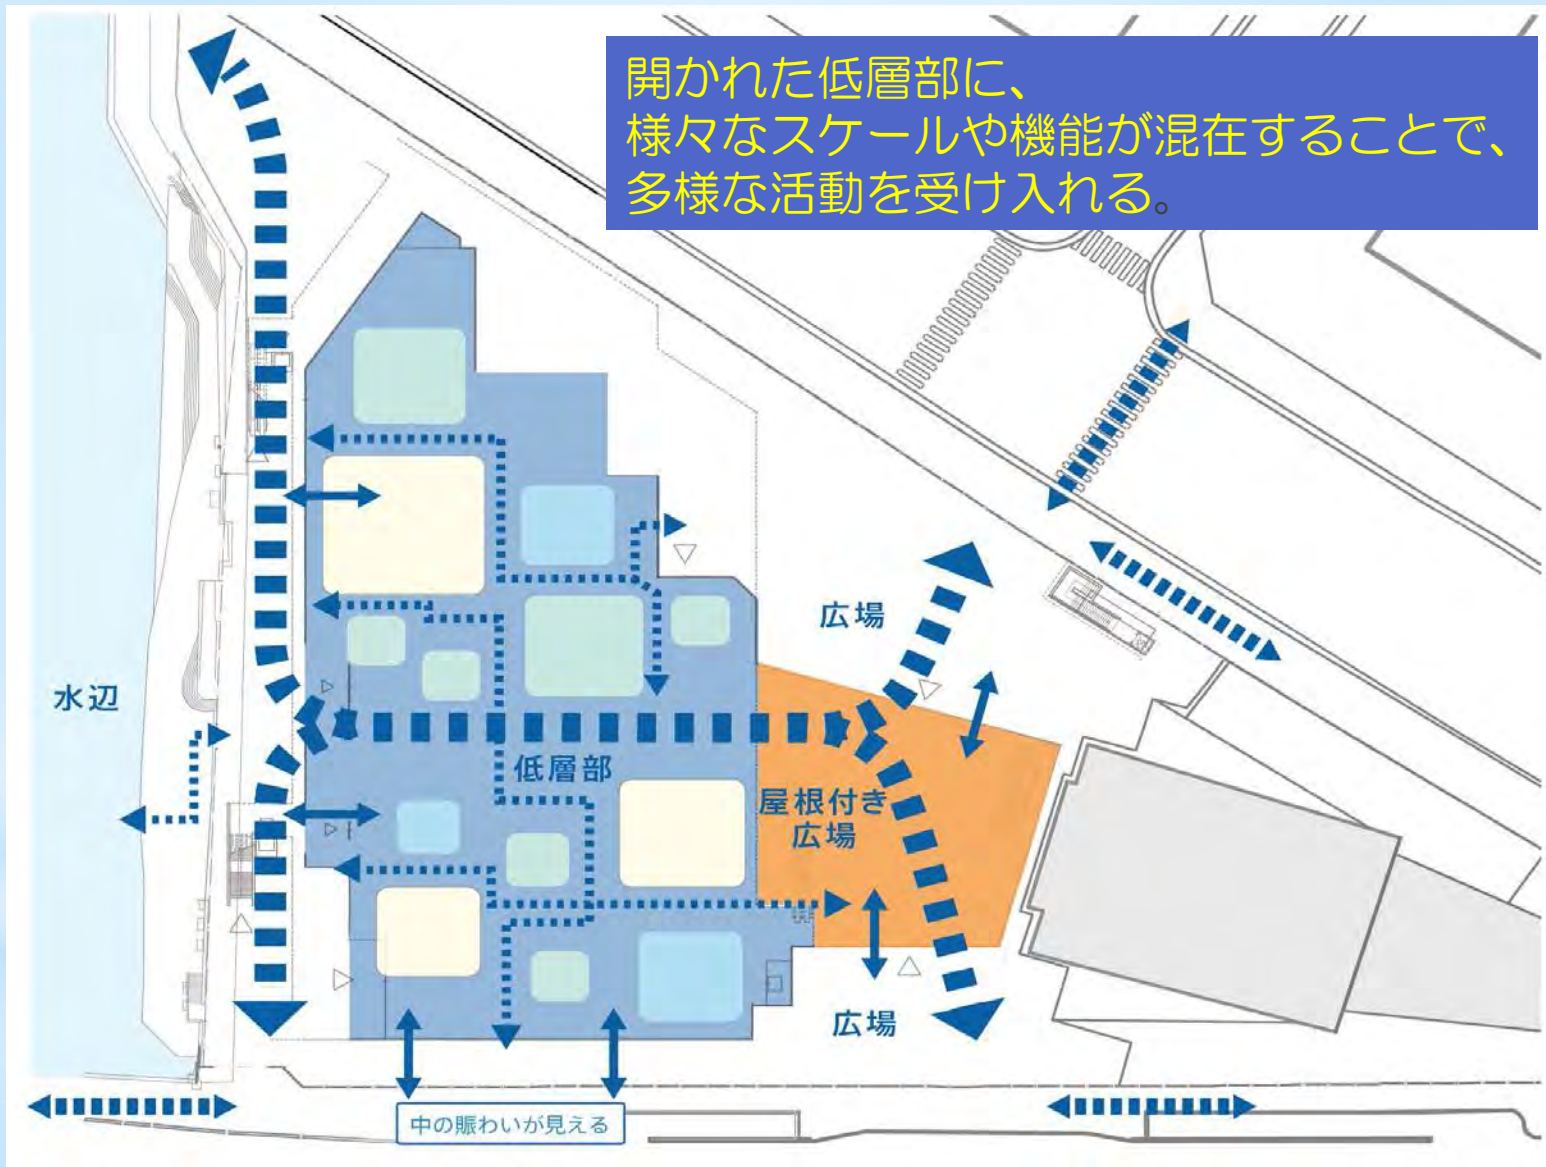 開かれた低層部に、
様々なスケールや機能が混在することで、
多様な活動を受け入れる。
広場
水辺
低層部
屋根付き
広場
広場
中の賑わいが見える